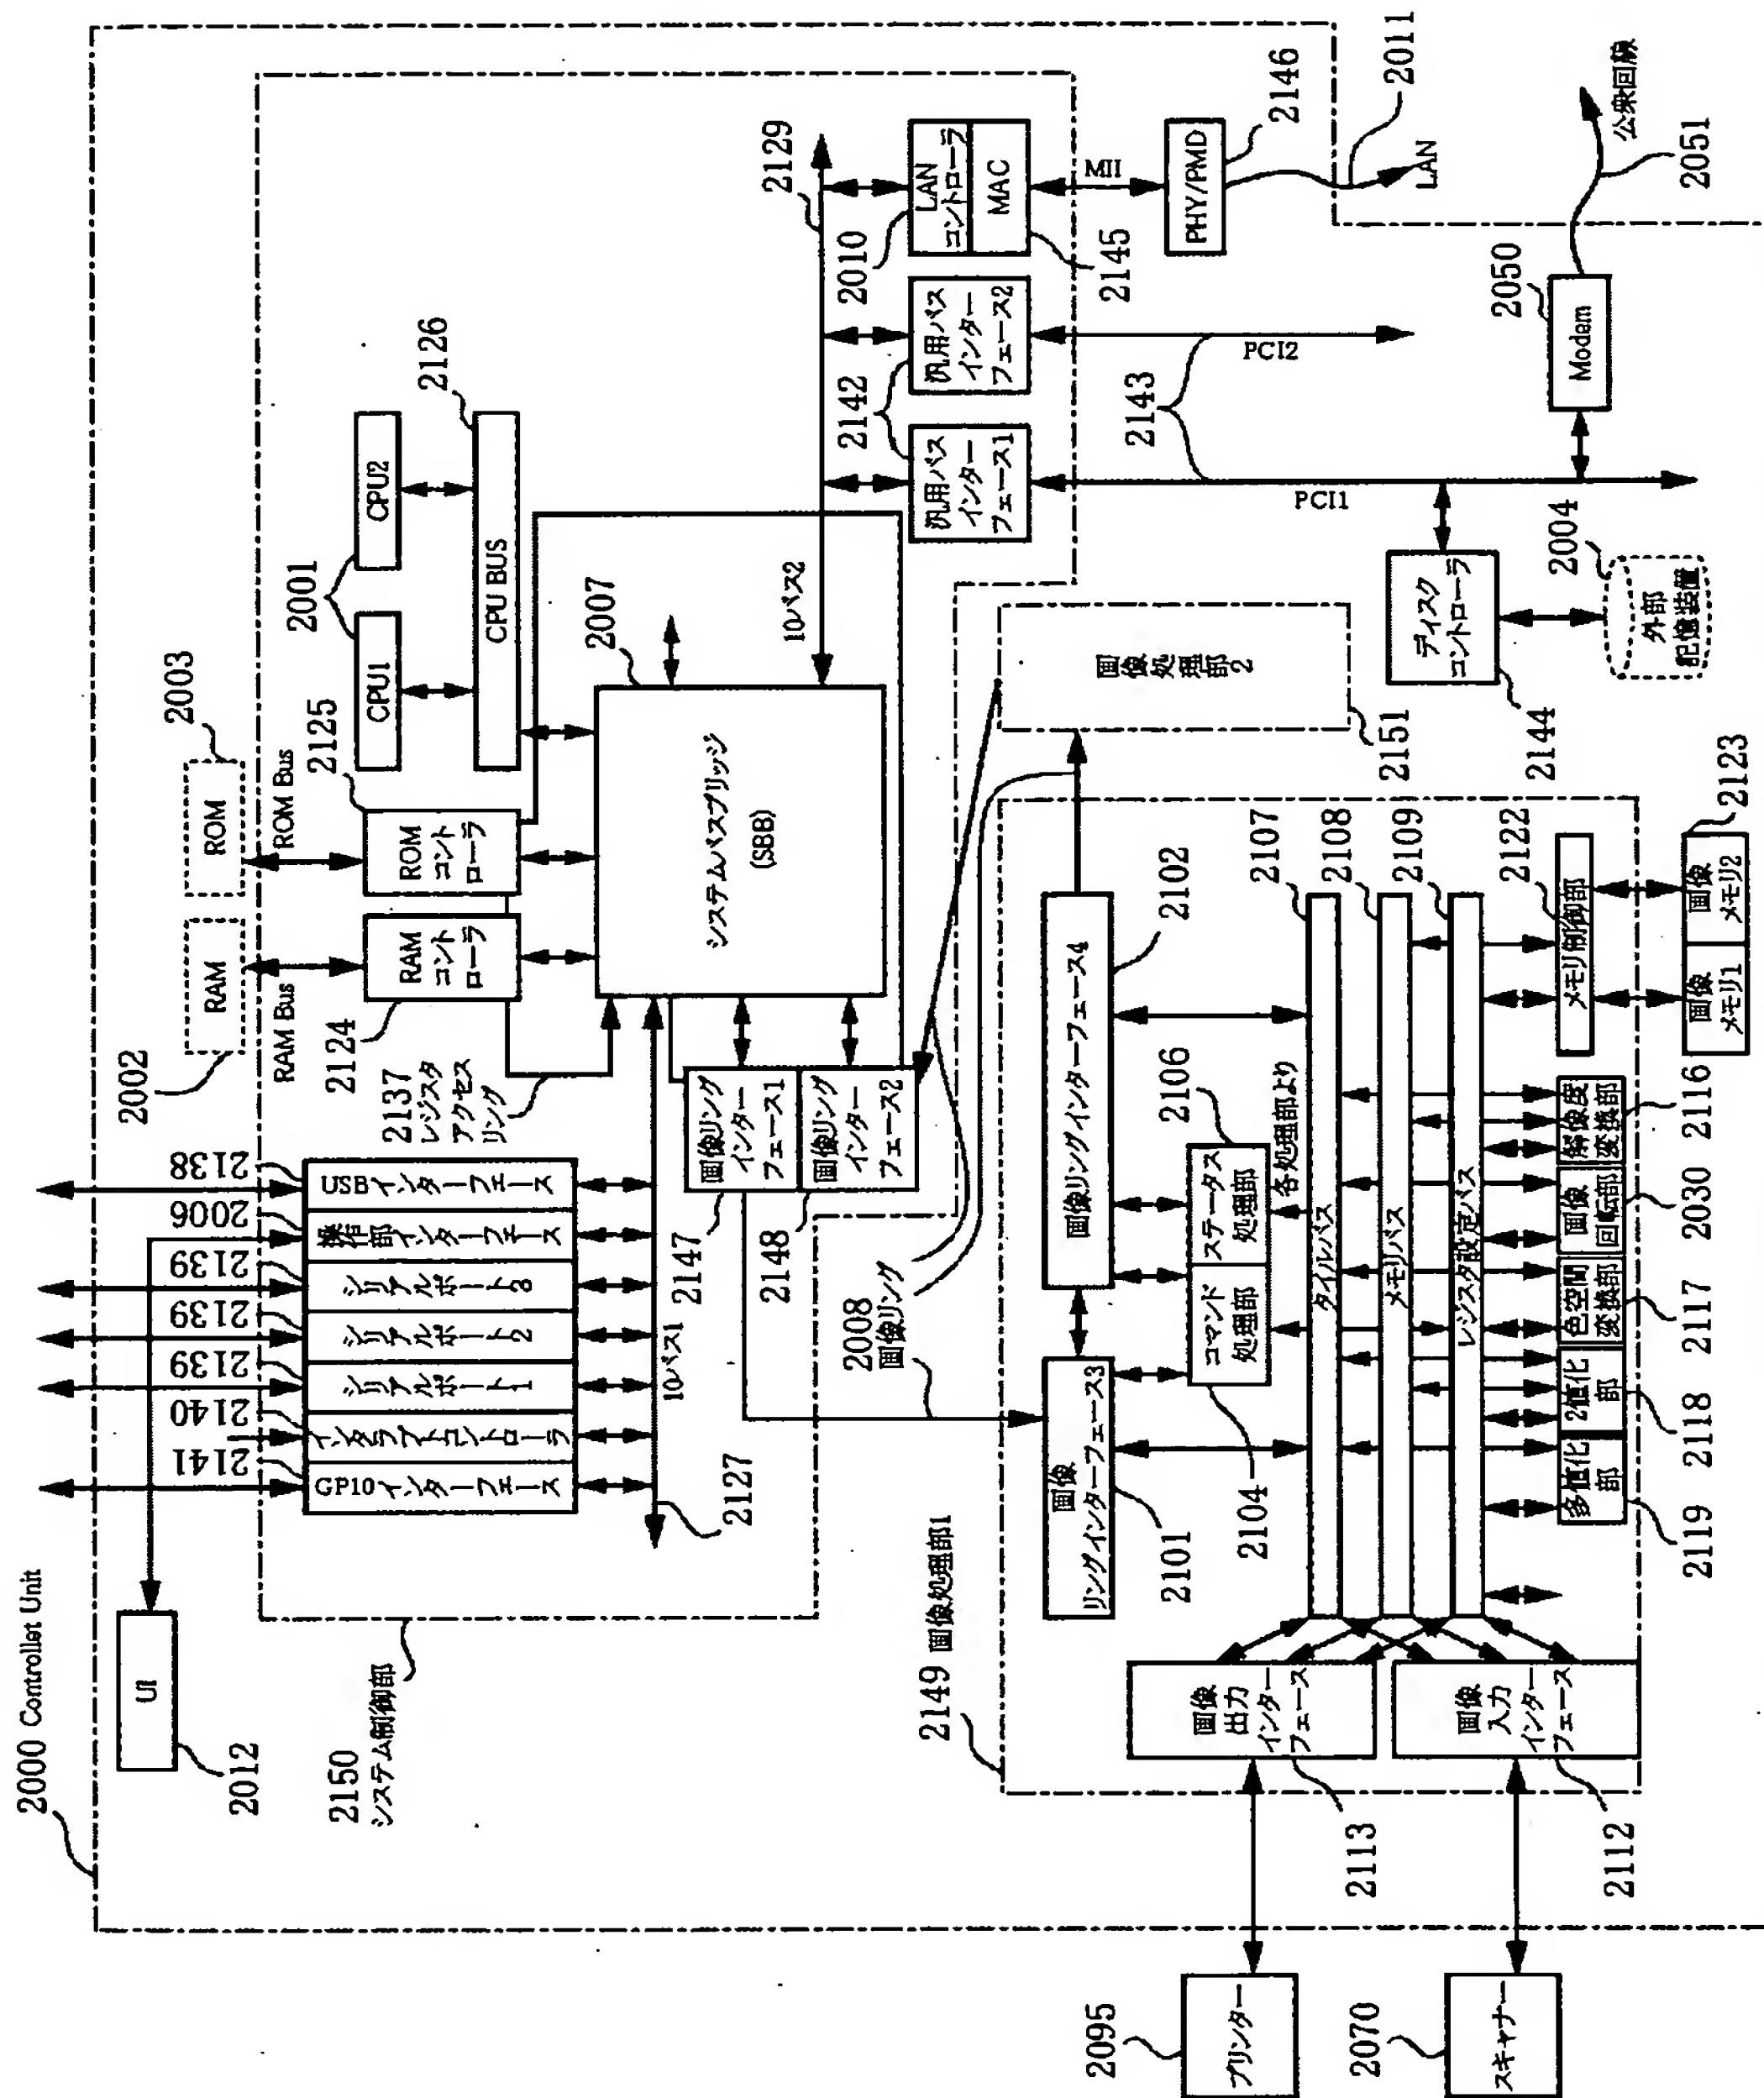 2000 Controllet Unit
UI
2012
2150
システム制御部
2141
2140
2139
2139
2139
2006
2138
GP10インターフェース
インタラプトコントローラ
シリアルポート1
シリアルポート2
シリアルポート3
操作部インターフェース
USBインターフェース
10バス1
2127
2002
RAM
RAM Bus
2003
ROM
ROM Bus
2124
RAM
コント
ローラ
2125
ROM
コント
ローラ
2137
レジスタ
アクセス
リング
2001
CPU1
CPU2
CPU BUS
2126
2007
システムバスブリッジ
(SBB)
10バス2
2129
2147
画像リング
インター
フェース1
2148
画像リング
インター
フェース2
2142
汎用バス
インター
フェース1
汎用バス
インター
フェース2
2010
LAN
コントローラ
MAC
2145
MII
PHY/PMD
2146
2011
LAN
2143
PCI1
PCI2
2050
Modem
公衆回線
2051
ディスク
コントローラ
2144
2004
外部
記憶装置
2008
画像リング
画像処理部2
2151
2149 画像処理部1
画像
リングインターフェース3
2101
画像リングインターフェース4
2102
コマンド
処理部
2104
ステータス
処理部
2106
各処理部より
タイルバス
2107
メモリバス
2108
レジスタ設定バス
2109
画像
出力
インター
フェース
2113
画像
入力
インター
フェース
2112
多値化
部
2119
2値化
部
2118
色空間
変換部
2117
画像
回転部
2030
解像度
変換部
2116
メモリ制御部
2122
画像
メモリ1
画像
メモリ2
2123
2095
プリンター
2070
スキャナー